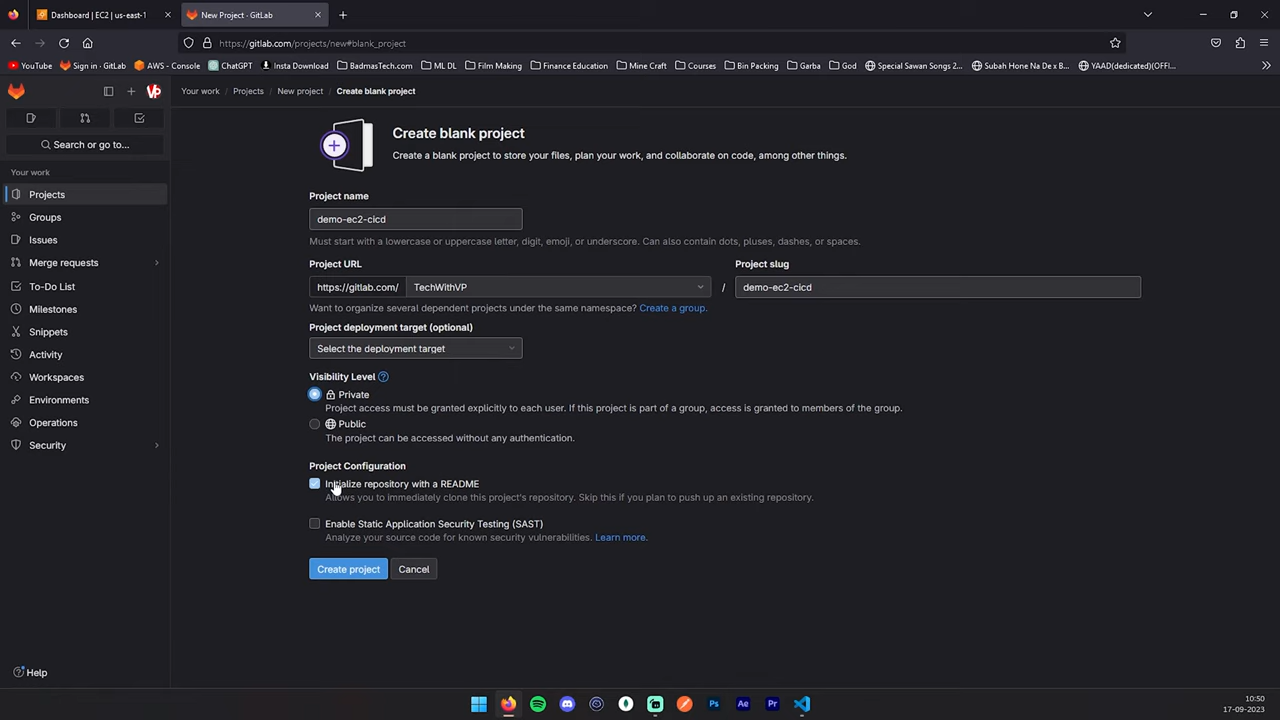 Dashboard | EC2 | us-east-1
New Project · GitLab
https://gitlab.com/projects/new#blank_project
YouTube
Sign in · GitLab
AWS - Console
ChatGPT
Insta Download
BadmasTech.com
ML DL
Film Making
Finance Education
Mine Craft
Courses
Bin Packing
Garba
God
Special Sawan Songs 2...
Subah Hone Na De x B...
YAAD(dedicated)(OFFI...
VP
Your work
Projects
New project
Create blank project
Search or go to...
Your work
Projects
Groups
Issues
Merge requests
To-Do List
Milestones
Snippets
Activity
Workspaces
Environments
Operations
Security
Help
Create blank project
Create a blank project to store your files, plan your work, and collaborate on code, among other things.
Project name
demo-ec2-cicd
Must start with a lowercase or uppercase letter, digit, emoji, or underscore. Can also contain dots, pluses, dashes, or spaces.
Project URL
Project slug
https://gitlab.com/
TechWithVP
/
demo-ec2-cicd
Want to organize several dependent projects under the same namespace? Create a group.
Project deployment target (optional)
Select the deployment target
Visibility Level
Private
Project access must be granted explicitly to each user. If this project is part of a group, access is granted to members of the group.
Public
The project can be accessed without any authentication.
Project Configuration
Initialize repository with a README
Allows you to immediately clone this project's repository. Skip this if you plan to push up an existing repository.
Enable Static Application Security Testing (SAST)
Analyze your source code for known security vulnerabilities. Learn more.
Create project
Cancel
Ps
Ae
Pr
10:50
17-09-2023